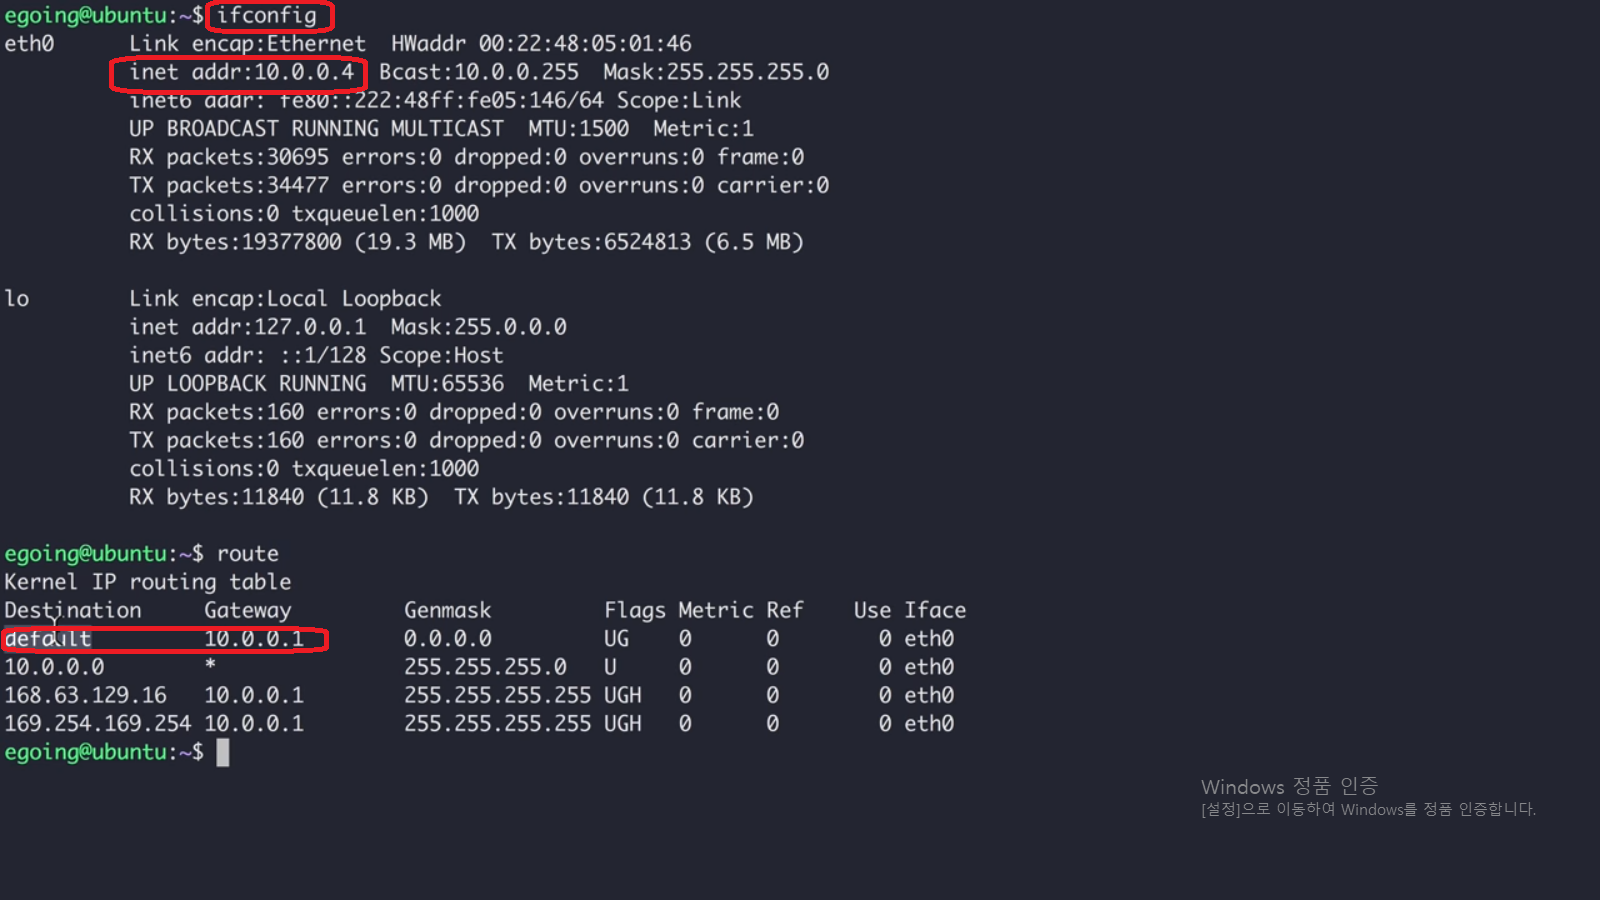 egoing@ubuntu:~$ ifconfig
eth0      Link encap:Ethernet  HWaddr 00:22:48:05:01:46
          inet addr:10.0.0.4  Bcast:10.0.0.255  Mask:255.255.255.0
          inet6 addr: fe80::222:48ff:fe05:146/64 Scope:Link
          UP BROADCAST RUNNING MULTICAST  MTU:1500  Metric:1
          RX packets:30695 errors:0 dropped:0 overruns:0 frame:0
          TX packets:34477 errors:0 dropped:0 overruns:0 carrier:0
          collisions:0 txqueuelen:1000
          RX bytes:19377800 (19.3 MB)  TX bytes:6524813 (6.5 MB)
lo        Link encap:Local Loopback
          inet addr:127.0.0.1  Mask:255.0.0.0
          inet6 addr: ::1/128 Scope:Host
          UP LOOPBACK RUNNING  MTU:65536  Metric:1
          RX packets:160 errors:0 dropped:0 overruns:0 frame:0
          TX packets:160 errors:0 dropped:0 overruns:0 carrier:0
          collisions:0 txqueuelen:1000
          RX bytes:11840 (11.8 KB)  TX bytes:11840 (11.8 KB)
egoing@ubuntu:~$ route
Kernel IP routing table
Destination     Gateway         Genmask         Flags Metric Ref    Use Iface
default         10.0.0.1        0.0.0.0         UG    0      0        0 eth0
10.0.0.0        *               255.255.255.0   U     0      0        0 eth0
168.63.129.16   10.0.0.1        255.255.255.255 UGH   0      0        0 eth0
169.254.169.254 10.0.0.1        255.255.255.255 UGH   0      0        0 eth0
egoing@ubuntu:~$
Windows 정품 인증
[설정]으로 이동하여 Windows를 정품 인증합니다.